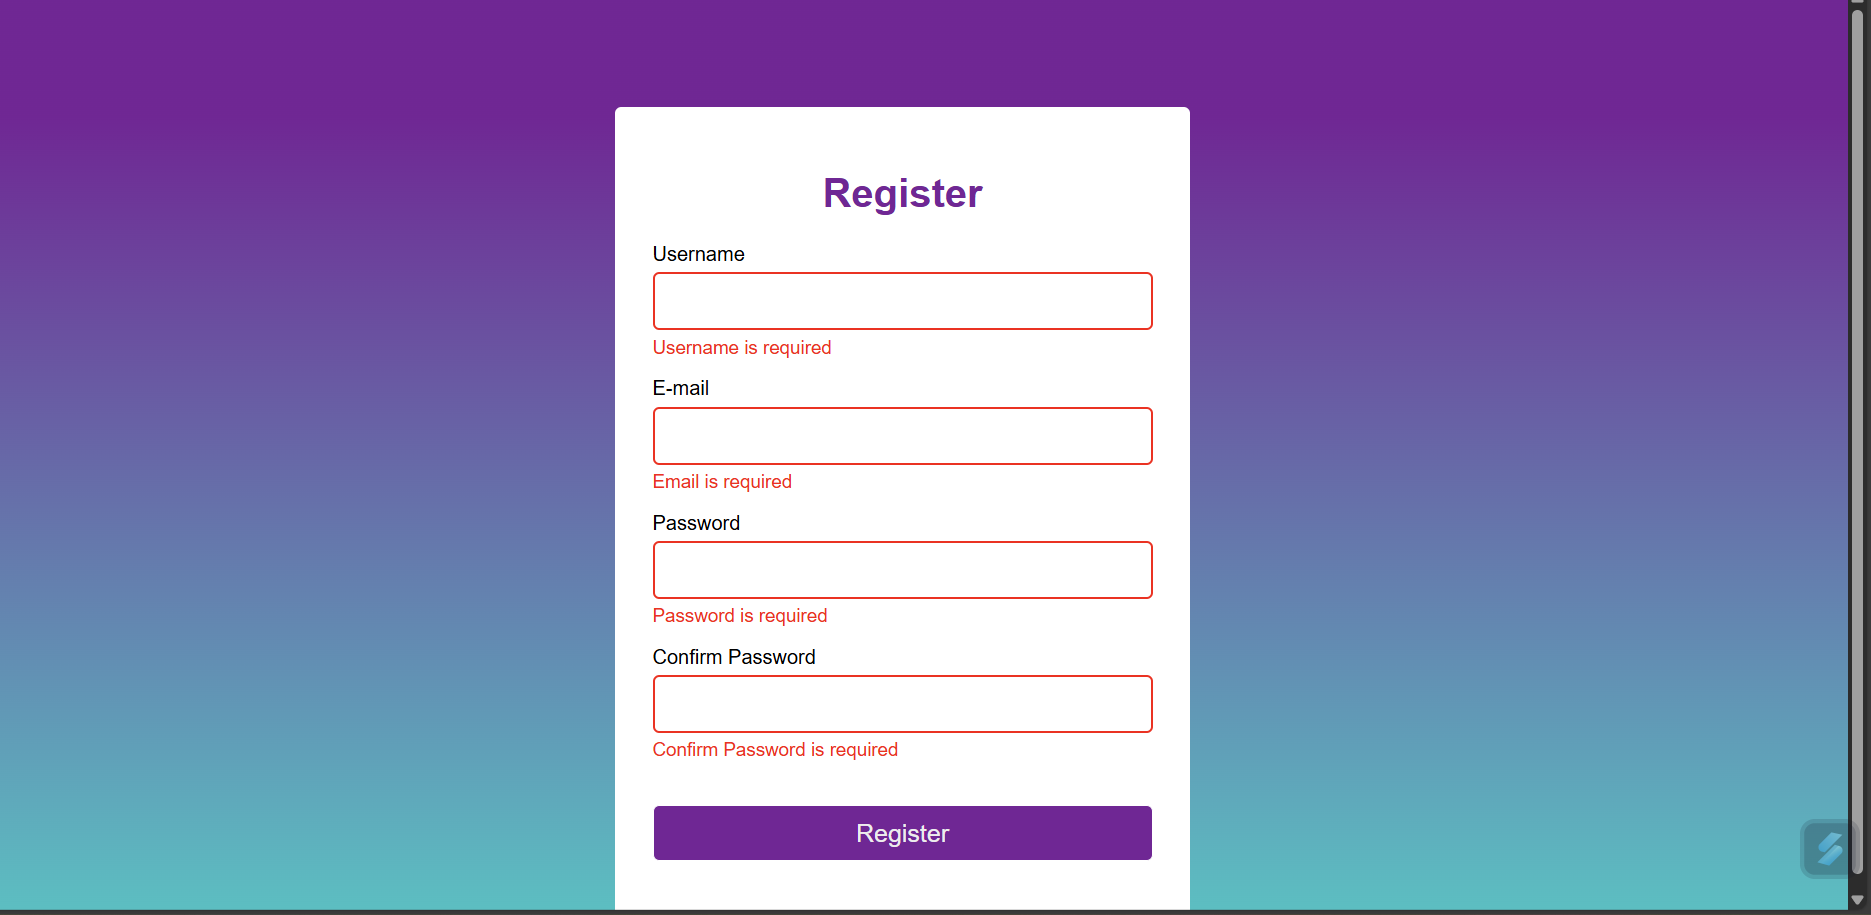 Register
Username
Username is required
E-mail
Email is required
Password
Password is required
Confirm Password
Confirm Password is required
Register